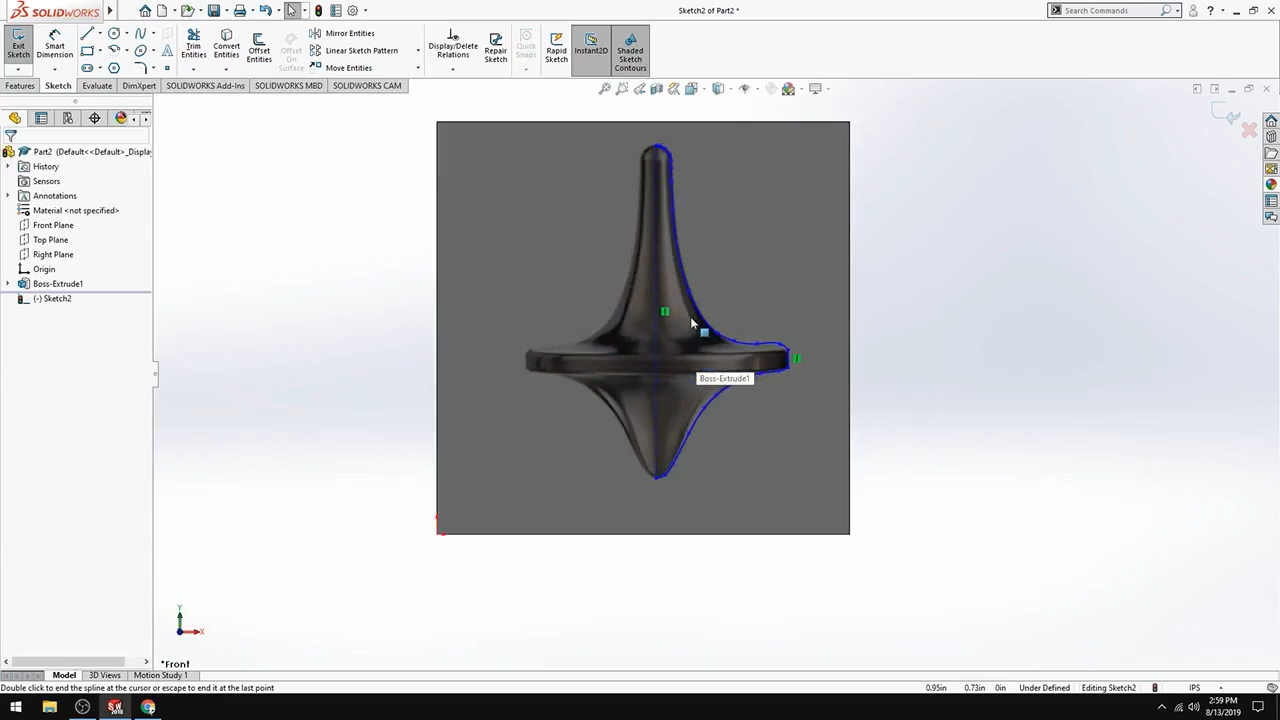 SOLIDWORKS
Sketch2 of Part2 *
Search Commands
Exit Sketch
Smart Dimension
Trim Entities
Convert Entities
Offset Entities
Offset On Surface
Mirror Entities
Linear Sketch Pattern
Move Entities
Display/Delete Relations
Repair Sketch
Quick Snaps
Rapid Sketch
Instant2D
Shaded Sketch Contours
Features
Sketch
Evaluate
DimXpert
SOLIDWORKS Add-Ins
SOLIDWORKS MBD
SOLIDWORKS CAM
Part2 (Default<<Default>_Display
History
Sensors
Annotations
Material <not specified>
Front Plane
Top Plane
Right Plane
Origin
Boss-Extrude1
(-) Sketch2
Boss-Extrude1
Y
X
*Front
Model
3D Views
Motion Study 1
Double click to end the spline at the cursor or escape to end it at the last point
0.95in
0.73in
0in
Under Defined
Editing Sketch2
IPS
2:59 PM
8/13/2019